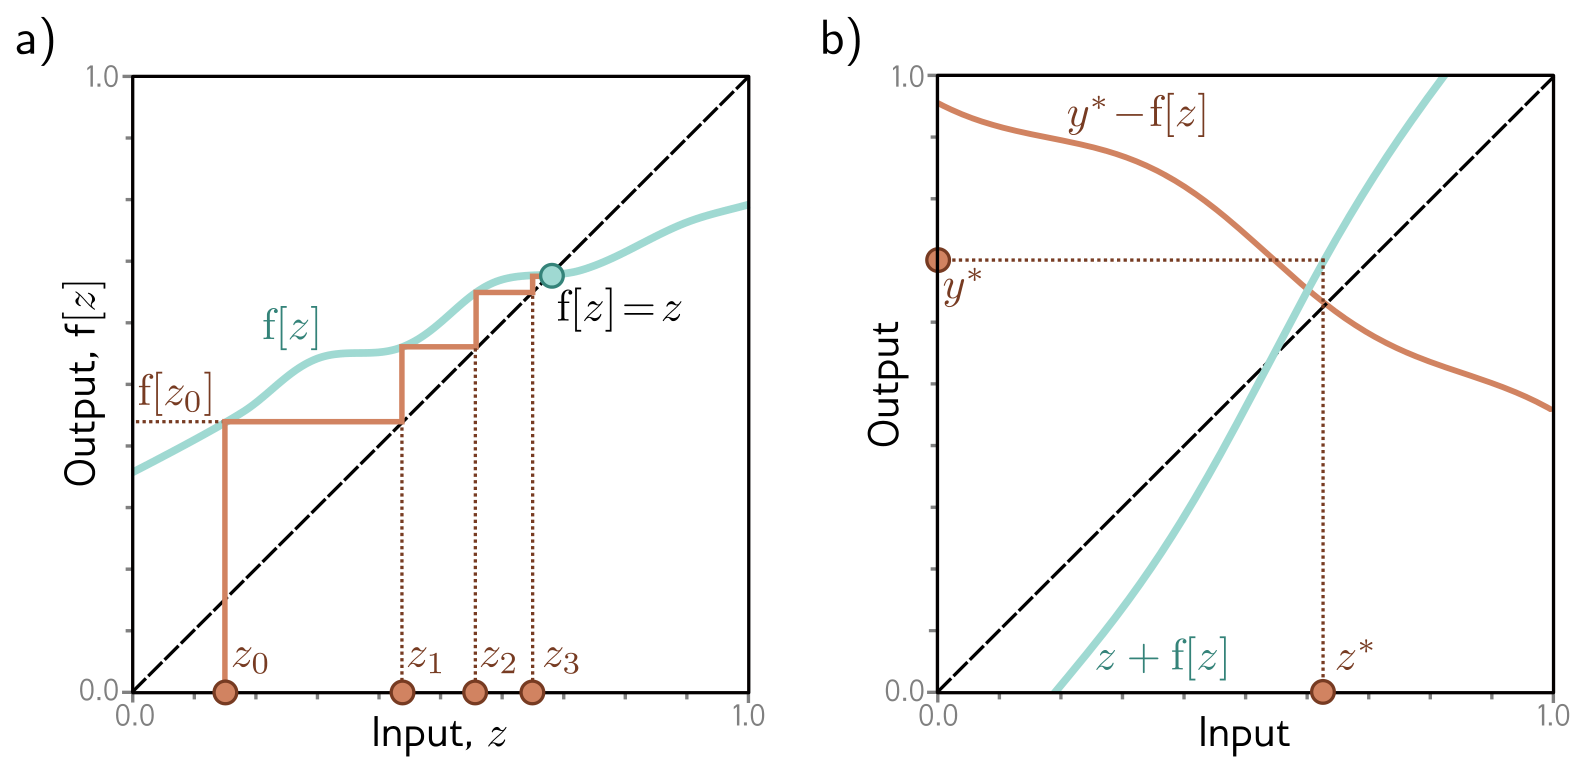 a)
1.0
Output, f[z]
f[z]
f[z₀]
f[z] = z
z₀
z₁
z₂
z₃
0.0
0.0
1.0
Input, z
b)
1.0
y* − f[z]
y*
Output
z + f[z]
z*
0.0
0.0
1.0
Input